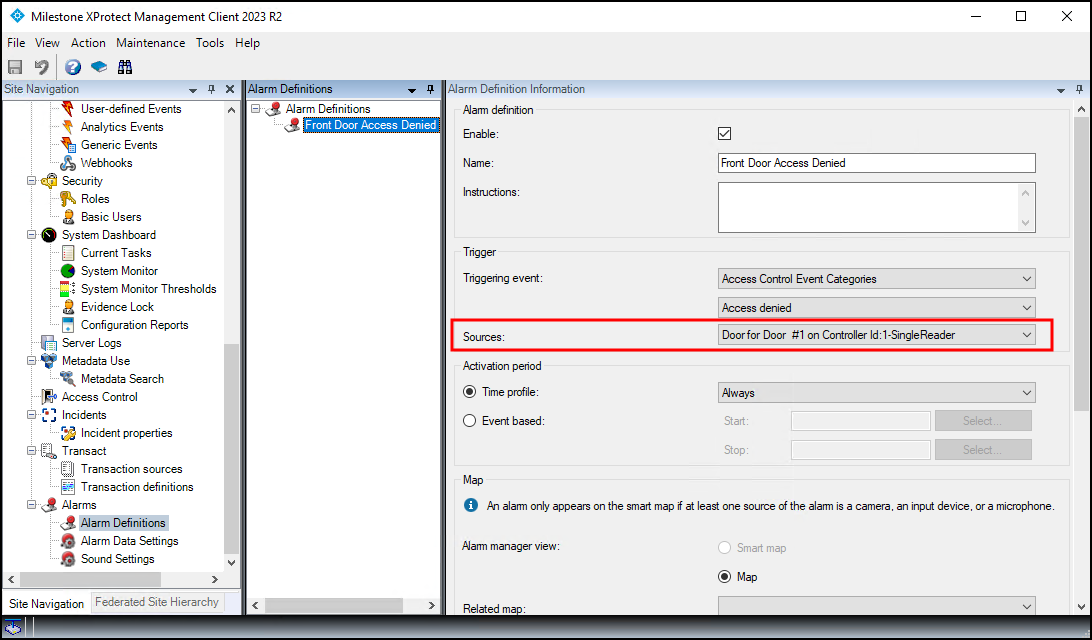 Milestone XProtect Management Client 2023 R2
File View Action Maintenance Tools Help
Site Navigation
User-defined Events
Analytics Events
Generic Events
Webhooks
Security
Roles
Basic Users
System Dashboard
Current Tasks
System Monitor
System Monitor Thresholds
Evidence Lock
Configuration Reports
Server Logs
Metadata Use
Metadata Search
Access Control
Incidents
Incident properties
Transact
Transaction sources
Transaction definitions
Alarms
Alarm Definitions
Alarm Data Settings
Sound Settings
Site Navigation Federated Site Hierarchy
Alarm Definitions
Alarm Definitions
Front Door Access Denied
Alarm Definition Information
Alarm definition
Enable:
Name: Front Door Access Denied
Instructions:
Trigger
Triggering event: Access Control Event Categories
Access denied
Sources: Door for Door #1 on Controller Id:1-SingleReader
Activation period
Time profile: Always
Event based: Start: Select...
Stop: Select...
Map
An alarm only appears on the smart map if at least one source of the alarm is a camera, an input device, or a microphone.
Alarm manager view: Smart map
Map
Related map: